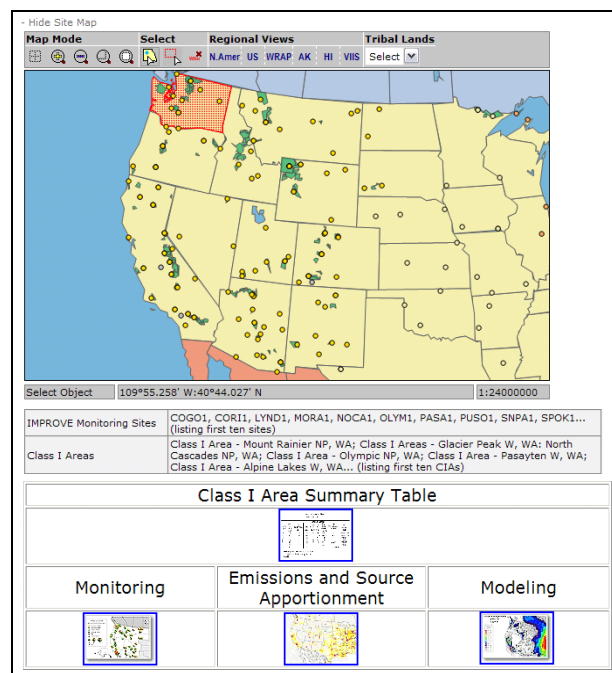 - Hide Site Map
Map Mode Select Regional Views Tribal Lands
N.Amer US WRAP AK HI VIIS Select
Select Object 109°55.258' W:40°44.027' N 1:24000000
IMPROVE Monitoring Sites
COGO1, CORI1, LYND1, MORA1, NOCA1, OLYM1, PASA1, PUSO1, SNPA1, SPOK1...
(listing first ten sites)
Class I Areas
Class I Area - Mount Rainier NP, WA; Class I Areas - Glacier Peak W, WA: North
Cascades NP, WA; Class I Area - Olympic NP, WA; Class I Area - Pasayten W, WA;
Class I Area - Alpine Lakes W, WA... (listing first ten CIAs)
Class I Area Summary Table
Monitoring
Emissions and Source
Apportionment
Modeling